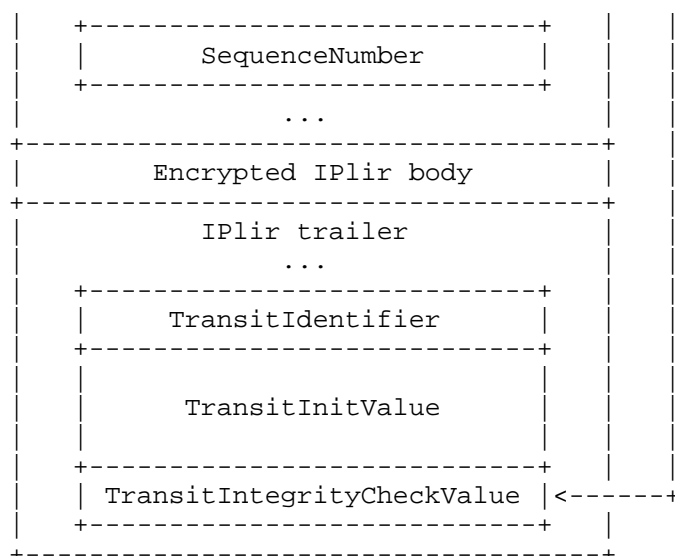 SequenceNumber
...
Encrypted IPlir body
IPlir trailer
...
TransitIdentifier
TransitInitValue
TransitIntegrityCheckValue